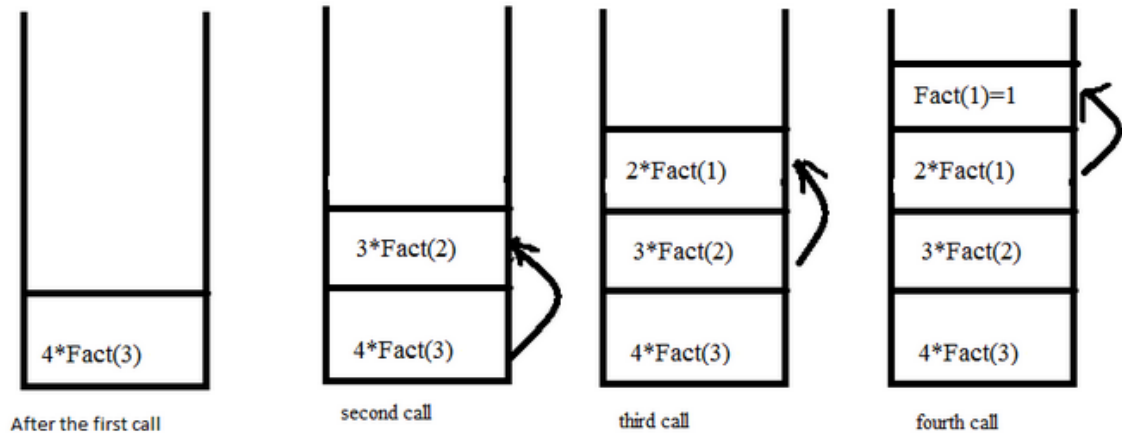 4*Fact(3)
After the first call
3*Fact(2)
4*Fact(3)
second call
2*Fact(1)
3*Fact(2)
4*Fact(3)
third call
Fact(1)=1
2*Fact(1)
3*Fact(2)
4*Fact(3)
fourth call